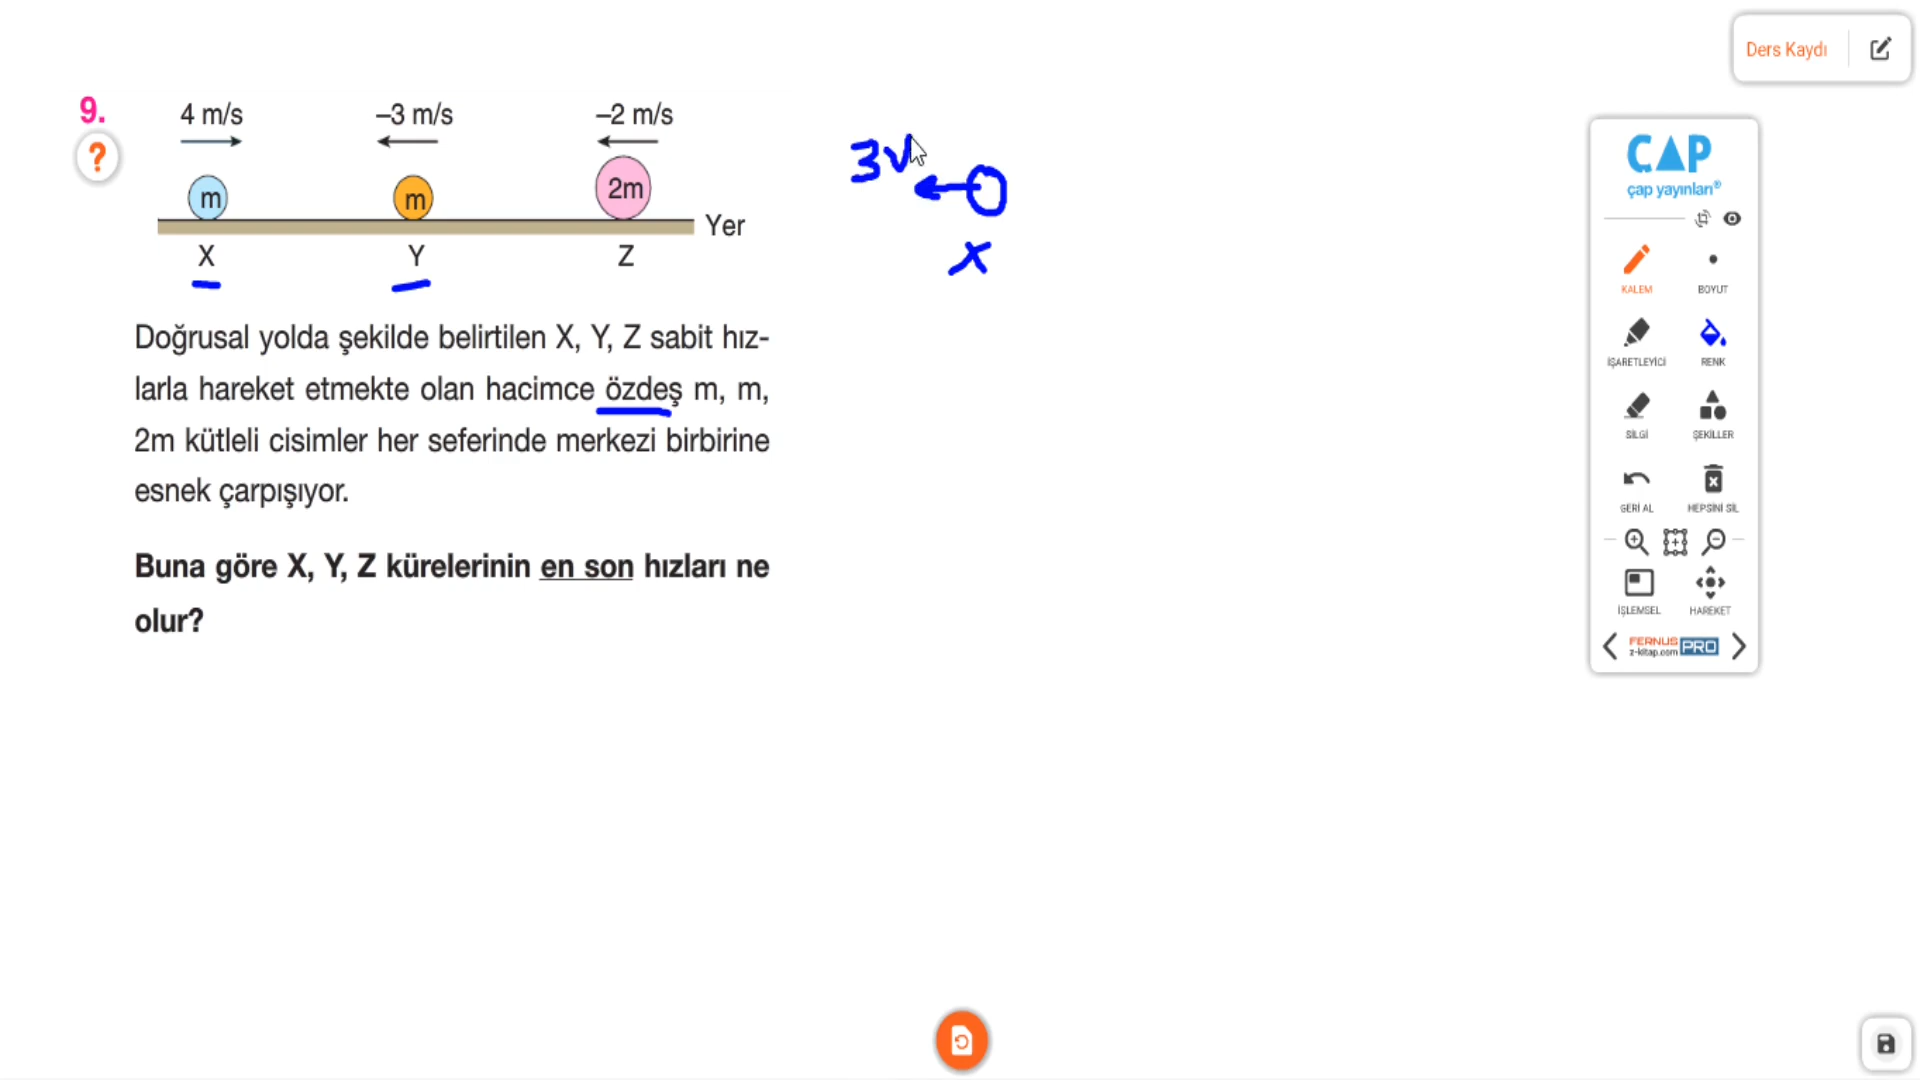 Ders Kaydı
9.
4 m/s –3 m/s –2 m/s
?
m m 2m
Yer
X Y Z
3v
x
Doğrusal yolda şekilde belirtilen X, Y, Z sabit hız-
larla hareket etmekte olan hacimce özdeş m, m,
2m kütleli cisimler her seferinde merkezi birbirine
esnek çarpışıyor.
Buna göre X, Y, Z kürelerinin en son hızları ne
olur?
ÇAP
çap yayınları®
KALEM BOYUT
İŞARETLEYİCİ RENK
SİLGİ ŞEKİLLER
GERİ AL HEPSİNİ SİL
İŞLEMSEL HAREKET
FERNUS
z-kitap.com PRO